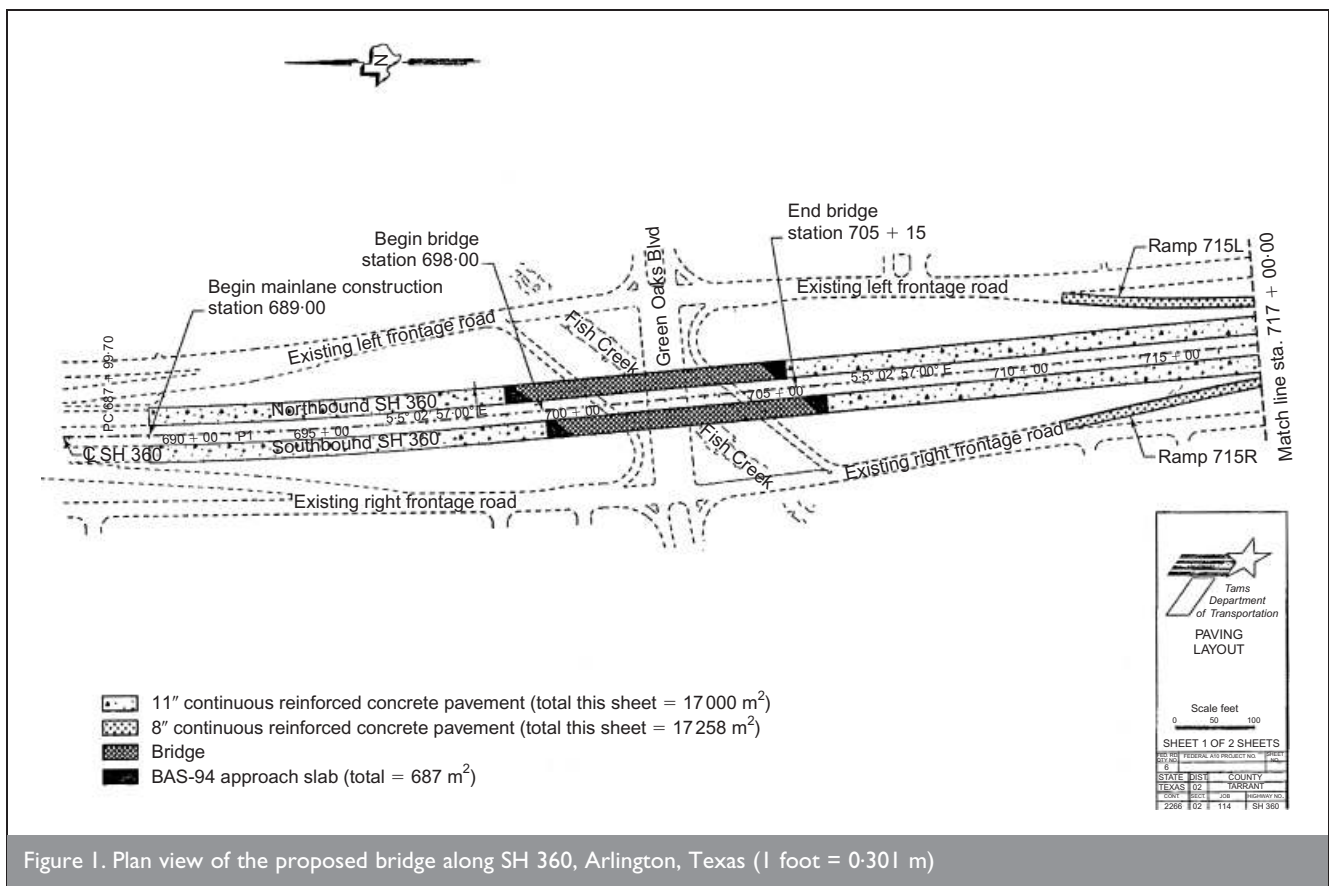 N
Begin bridge
station 698·00
Begin mainlane construction
station 689·00
Green Oaks Blvd
End bridge
station 705 + 15
Ramp 715L
Existing left frontage road
Existing left frontage road
Fish Creek
PC 687 + 99·70
Match line sta. 717 + 00·00
Northbound SH 360
690 + 00 P1 695 + 00 5·5° 02′ 57·00° E 700 + 00 705 + 00 5·5° 02′ 57·00° E 710 + 00 715 + 00
℄ SH 360
Southbound SH 360
Fish Creek
Existing right frontage road
Existing right frontage road
Ramp 715R
11″ continuous reinforced concrete pavement (total this sheet = 17 000 m²)
8″ continuous reinforced concrete pavement (total this sheet = 17 258 m²)
Bridge
BAS-94 approach slab (total = 687 m²)
Tams
Department
of Transportation
PAVING
LAYOUT
Scale feet
0 50 100
SHEET 1 OF 2 SHEETS
FEDERAL A10 PROJECT NO. SHEET NO.
6
STATE DIST. COUNTY
TEXAS 02 TARRANT
CONT. SECT. JOB HIGHWAY NO.
2266 02 114 SH 360
Figure 1. Plan view of the proposed bridge along SH 360, Arlington, Texas (1 foot = 0·301 m)